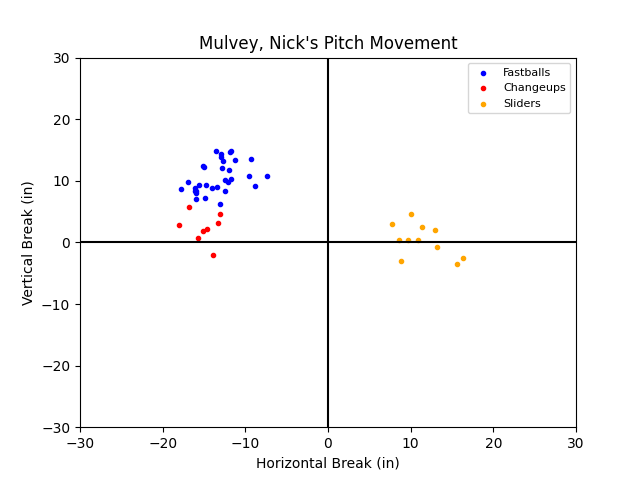 Mulvey, Nick's Pitch Movement
Fastballs
Changeups
Sliders
30
20
10
0
−10
−20
−30
Vertical Break (in)
−30 −20 −10 0 10 20 30
Horizontal Break (in)